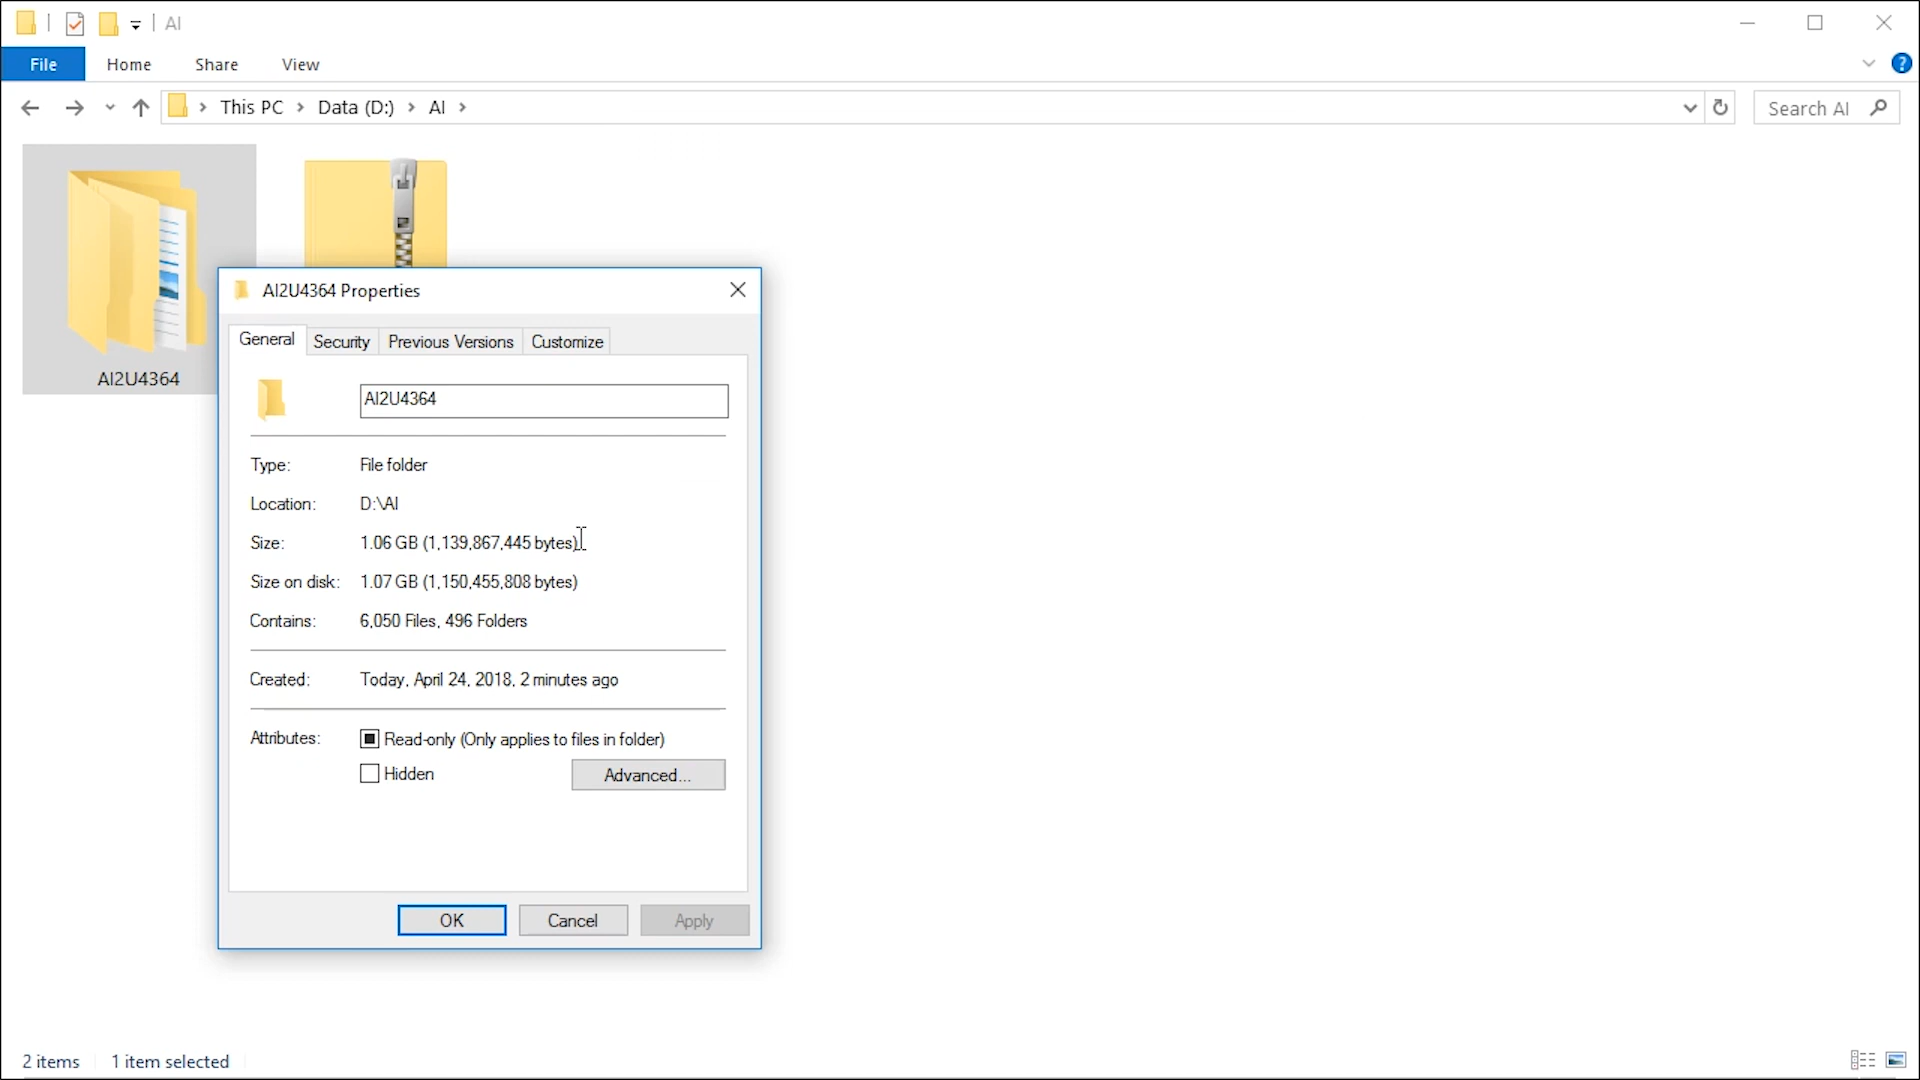 AI
File Home Share View
This PC Data (D:) AI
Search AI
AI2U4364
AI2U4364 Properties
General Security Previous Versions Customize
AI2U4364
Type: File folder
Location: D:\AI
Size: 1.06 GB (1,139,867,445 bytes)
Size on disk: 1.07 GB (1,150,455,808 bytes)
Contains: 6,050 Files, 496 Folders
Created: Today, April 24, 2018, 2 minutes ago
Attributes: Read-only (Only applies to files in folder)
Hidden Advanced...
OK Cancel Apply
2 items 1 item selected